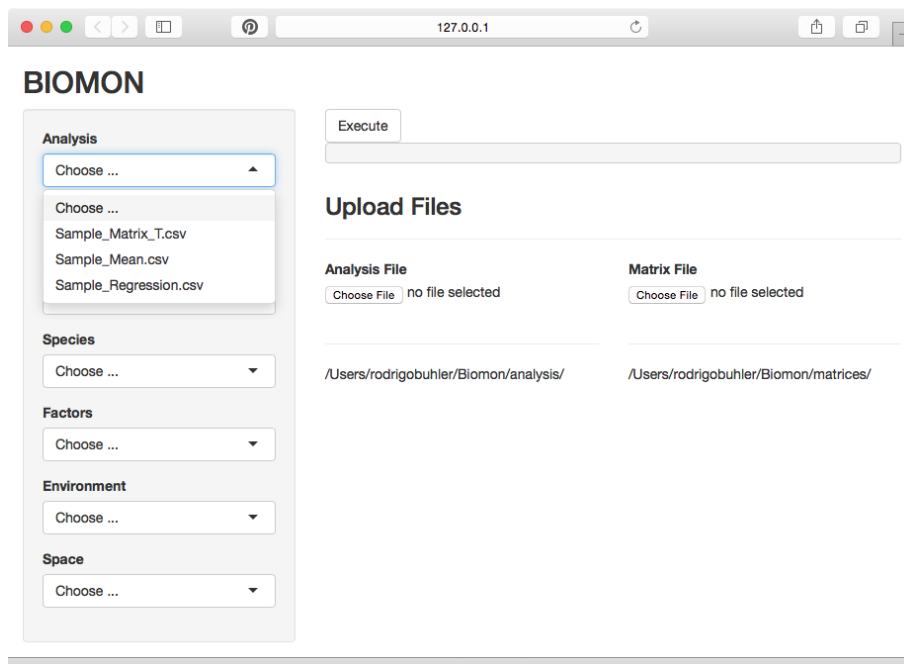 127.0.0.1
BIOMON
Analysis
Choose ...
Choose ...
Sample_Matrix_T.csv
Sample_Mean.csv
Sample_Regression.csv
Species
Choose ...
Factors
Choose ...
Environment
Choose ...
Space
Choose ...
Execute
Upload Files
Analysis File
Choose File no file selected
/Users/rodrigobuhler/Biomon/analysis/
Matrix File
Choose File no file selected
/Users/rodrigobuhler/Biomon/matrices/